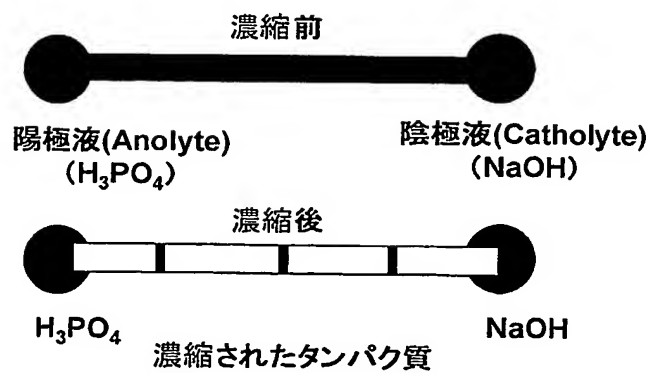 濃縮前
陽極液(Anolyte) 陰極液(Catholyte)
(H₃PO₄) (NaOH)
濃縮後
H₃PO₄ NaOH
濃縮されたタンパク質